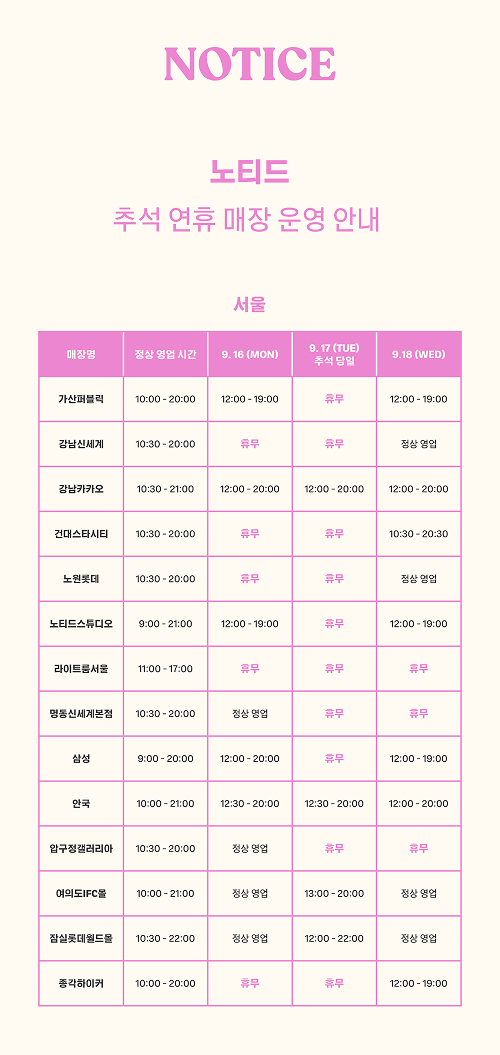 NOTICE
노티드
추석 연휴 매장 운영 안내
서울
매장명 정상 영업 시간 9. 16 (MON) 9. 17 (TUE) 추석 당일 9.18 (WED)
가산퍼블릭 10:00 - 20:00 12:00 - 19:00 휴무 12:00 - 19:00
강남신세계 10:30 - 20:00 휴무 휴무 정상 영업
강남카카오 10:30 - 21:00 12:00 - 20:00 12:00 - 20:00 12:00 - 20:00
건대스타시티 10:30 - 20:00 휴무 휴무 10:30 - 20:30
노원롯데 10:30 - 20:00 휴무 휴무 정상 영업
노티드스튜디오 9:00 - 21:00 12:00 - 19:00 휴무 12:00 - 19:00
라이트룸서울 11:00 - 17:00 휴무 휴무 휴무
명동신세계본점 10:30 - 20:00 정상 영업 휴무 휴무
삼성 9:00 - 20:00 12:00 - 20:00 휴무 12:00 - 19:00
안국 10:00 - 21:00 12:30 - 20:00 12:30 - 20:00 12:00 - 20:00
압구정갤러리아 10:30 - 20:00 정상 영업 휴무 휴무
여의도IFC몰 10:00 - 21:00 정상 영업 13:00 - 20:00 정상 영업
잠실롯데월드몰 10:30 - 22:00 정상 영업 12:00 - 22:00 정상 영업
종각하이커 10:00 - 20:00 휴무 휴무 12:00 - 19:00